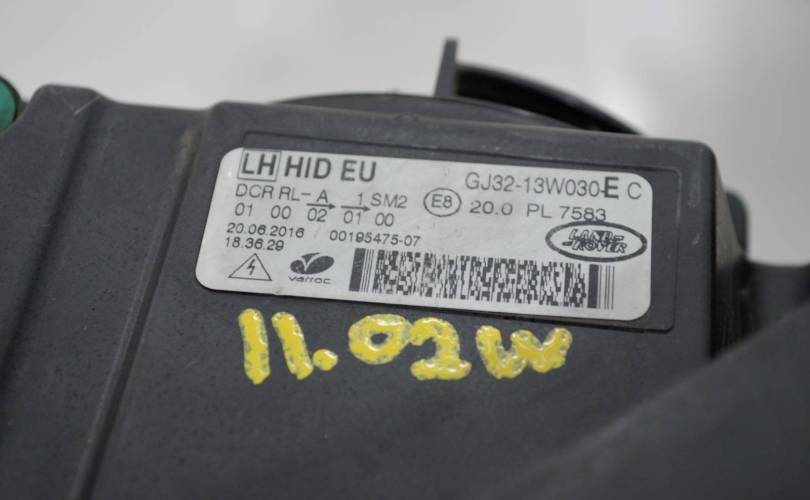 LH HID EU GJ32-13W030-E C
DCR RL-A → 1 SM2 E8 20.0 PL 7583
01 00 02 → 01 00
20.06.2016 00195475-07 LAND-ROVER
18.36.29
varroc
11.02W